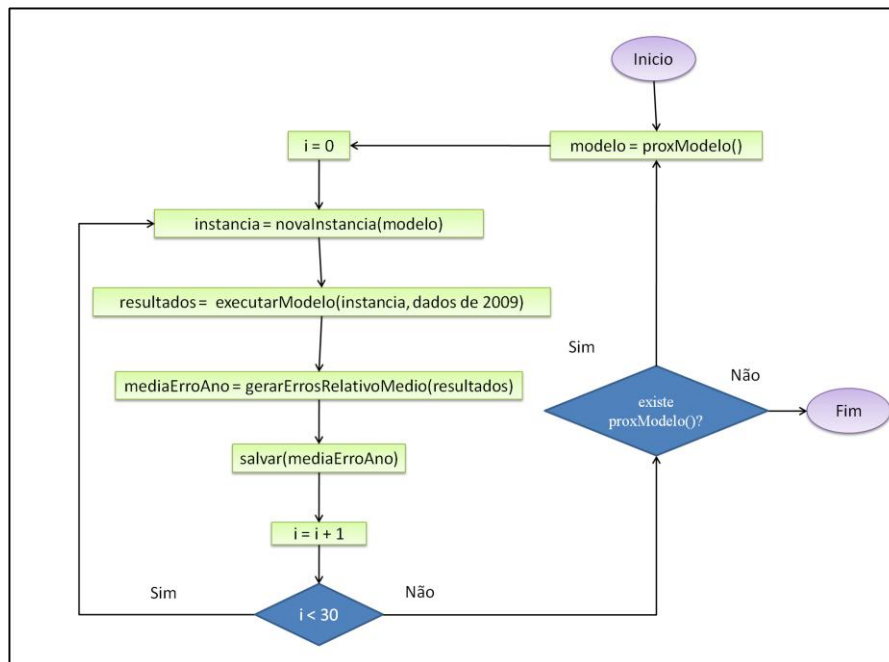 Inicio
modelo = proxModelo()
i = 0
instancia = novaInstancia(modelo)
resultados = executarModelo(instancia, dados de 2009)
mediaErroAno = gerarErrosRelativoMedio(resultados)
salvar(mediaErroAno)
i = i + 1
i < 30
Sim
Não
existe
proxModelo()?
Sim
Não
Fim